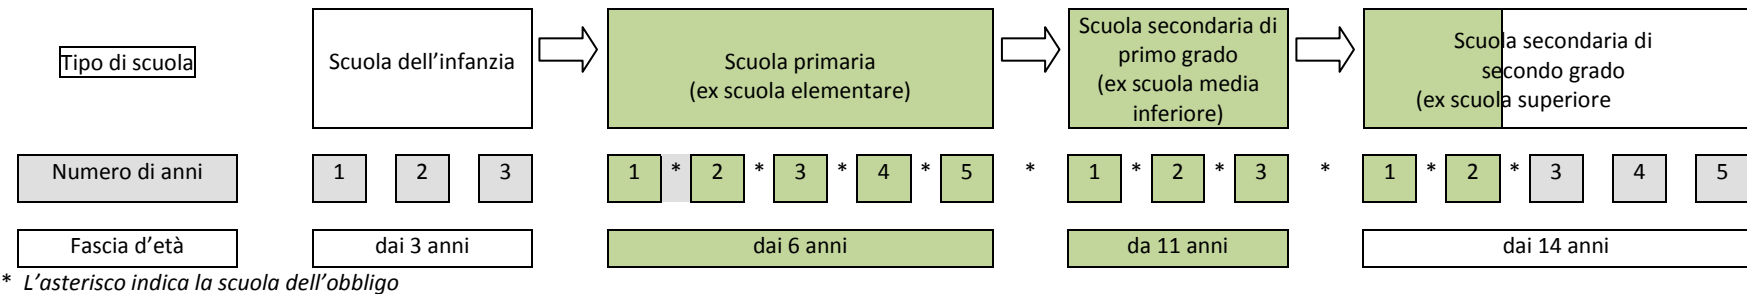 Tipo di scuola
Scuola dell'infanzia
Scuola primaria
(ex scuola elementare)
Scuola secondaria di
primo grado
(ex scuola media
inferiore)
Scuola secondaria di
secondo grado
(ex scuola superiore
Numero di anni
1 2 3
1 * 2 * 3 * 4 * 5 * 1 * 2 * 3 * 1 * 2 * 3 4 5
Fascia d'età
dai 3 anni
dai 6 anni
da 11 anni
dai 14 anni
* L'asterisco indica la scuola dell'obbligo